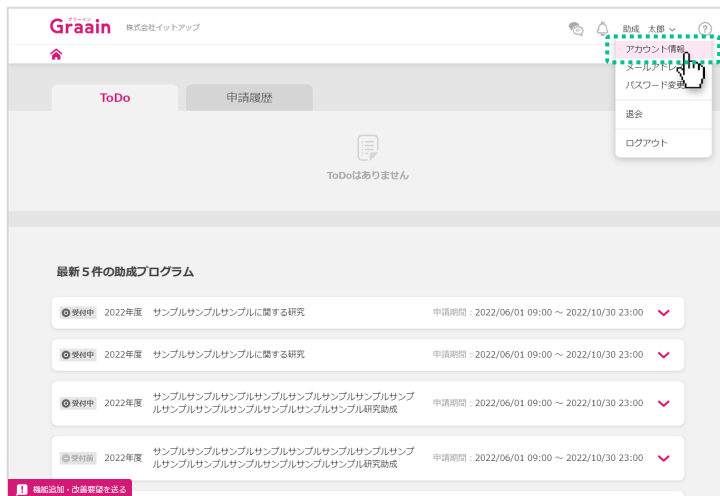 グラーイン
Graain 株式会社イットアップ 助成 太郎 ?
アカウント情報
メールアドレ
パスワード変更
退会
ログアウト
ToDo 申請履歴
ToDoはありません
最新５件の助成プログラム
受付中 2022年度 サンプルサンプルサンプルに関する研究 申請期間：2022/06/01 09:00 ～ 2022/10/30 23:00
受付中 2022年度 サンプルサンプルサンプルに関する研究 申請期間：2022/06/01 09:00 ～ 2022/10/30 23:00
受付中 2022年度 サンプルサンプルサンプルサンプルサンプルサンプルサンプルサンプ
ルサンプルサンプルサンプルサンプルサンプルサンプル研究助成 申請期間：2022/06/01 09:00 ～ 2022/10/30 23:00
受付前 2022年度 サンプルサンプルサンプルサンプルサンプルサンプルサンプルサンプ
ルサンプルサンプルサンプルサンプルサンプルサンプル研究助成 申請期間：2022/06/01 09:00 ～ 2022/10/30 23:00
機能追加・改善要望を送る